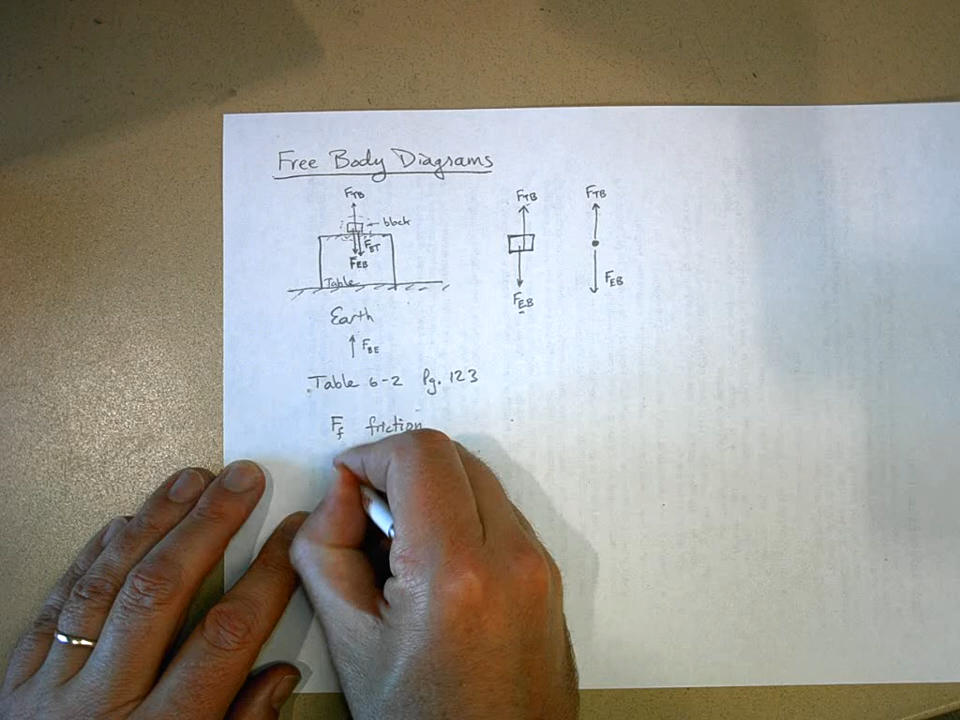 Free Body Diagrams
FTB
block
FET
FEB
Table
Earth
FBE
FTB
FEB
FTB
FEB
Table 6-2 Pg. 123
Ff friction